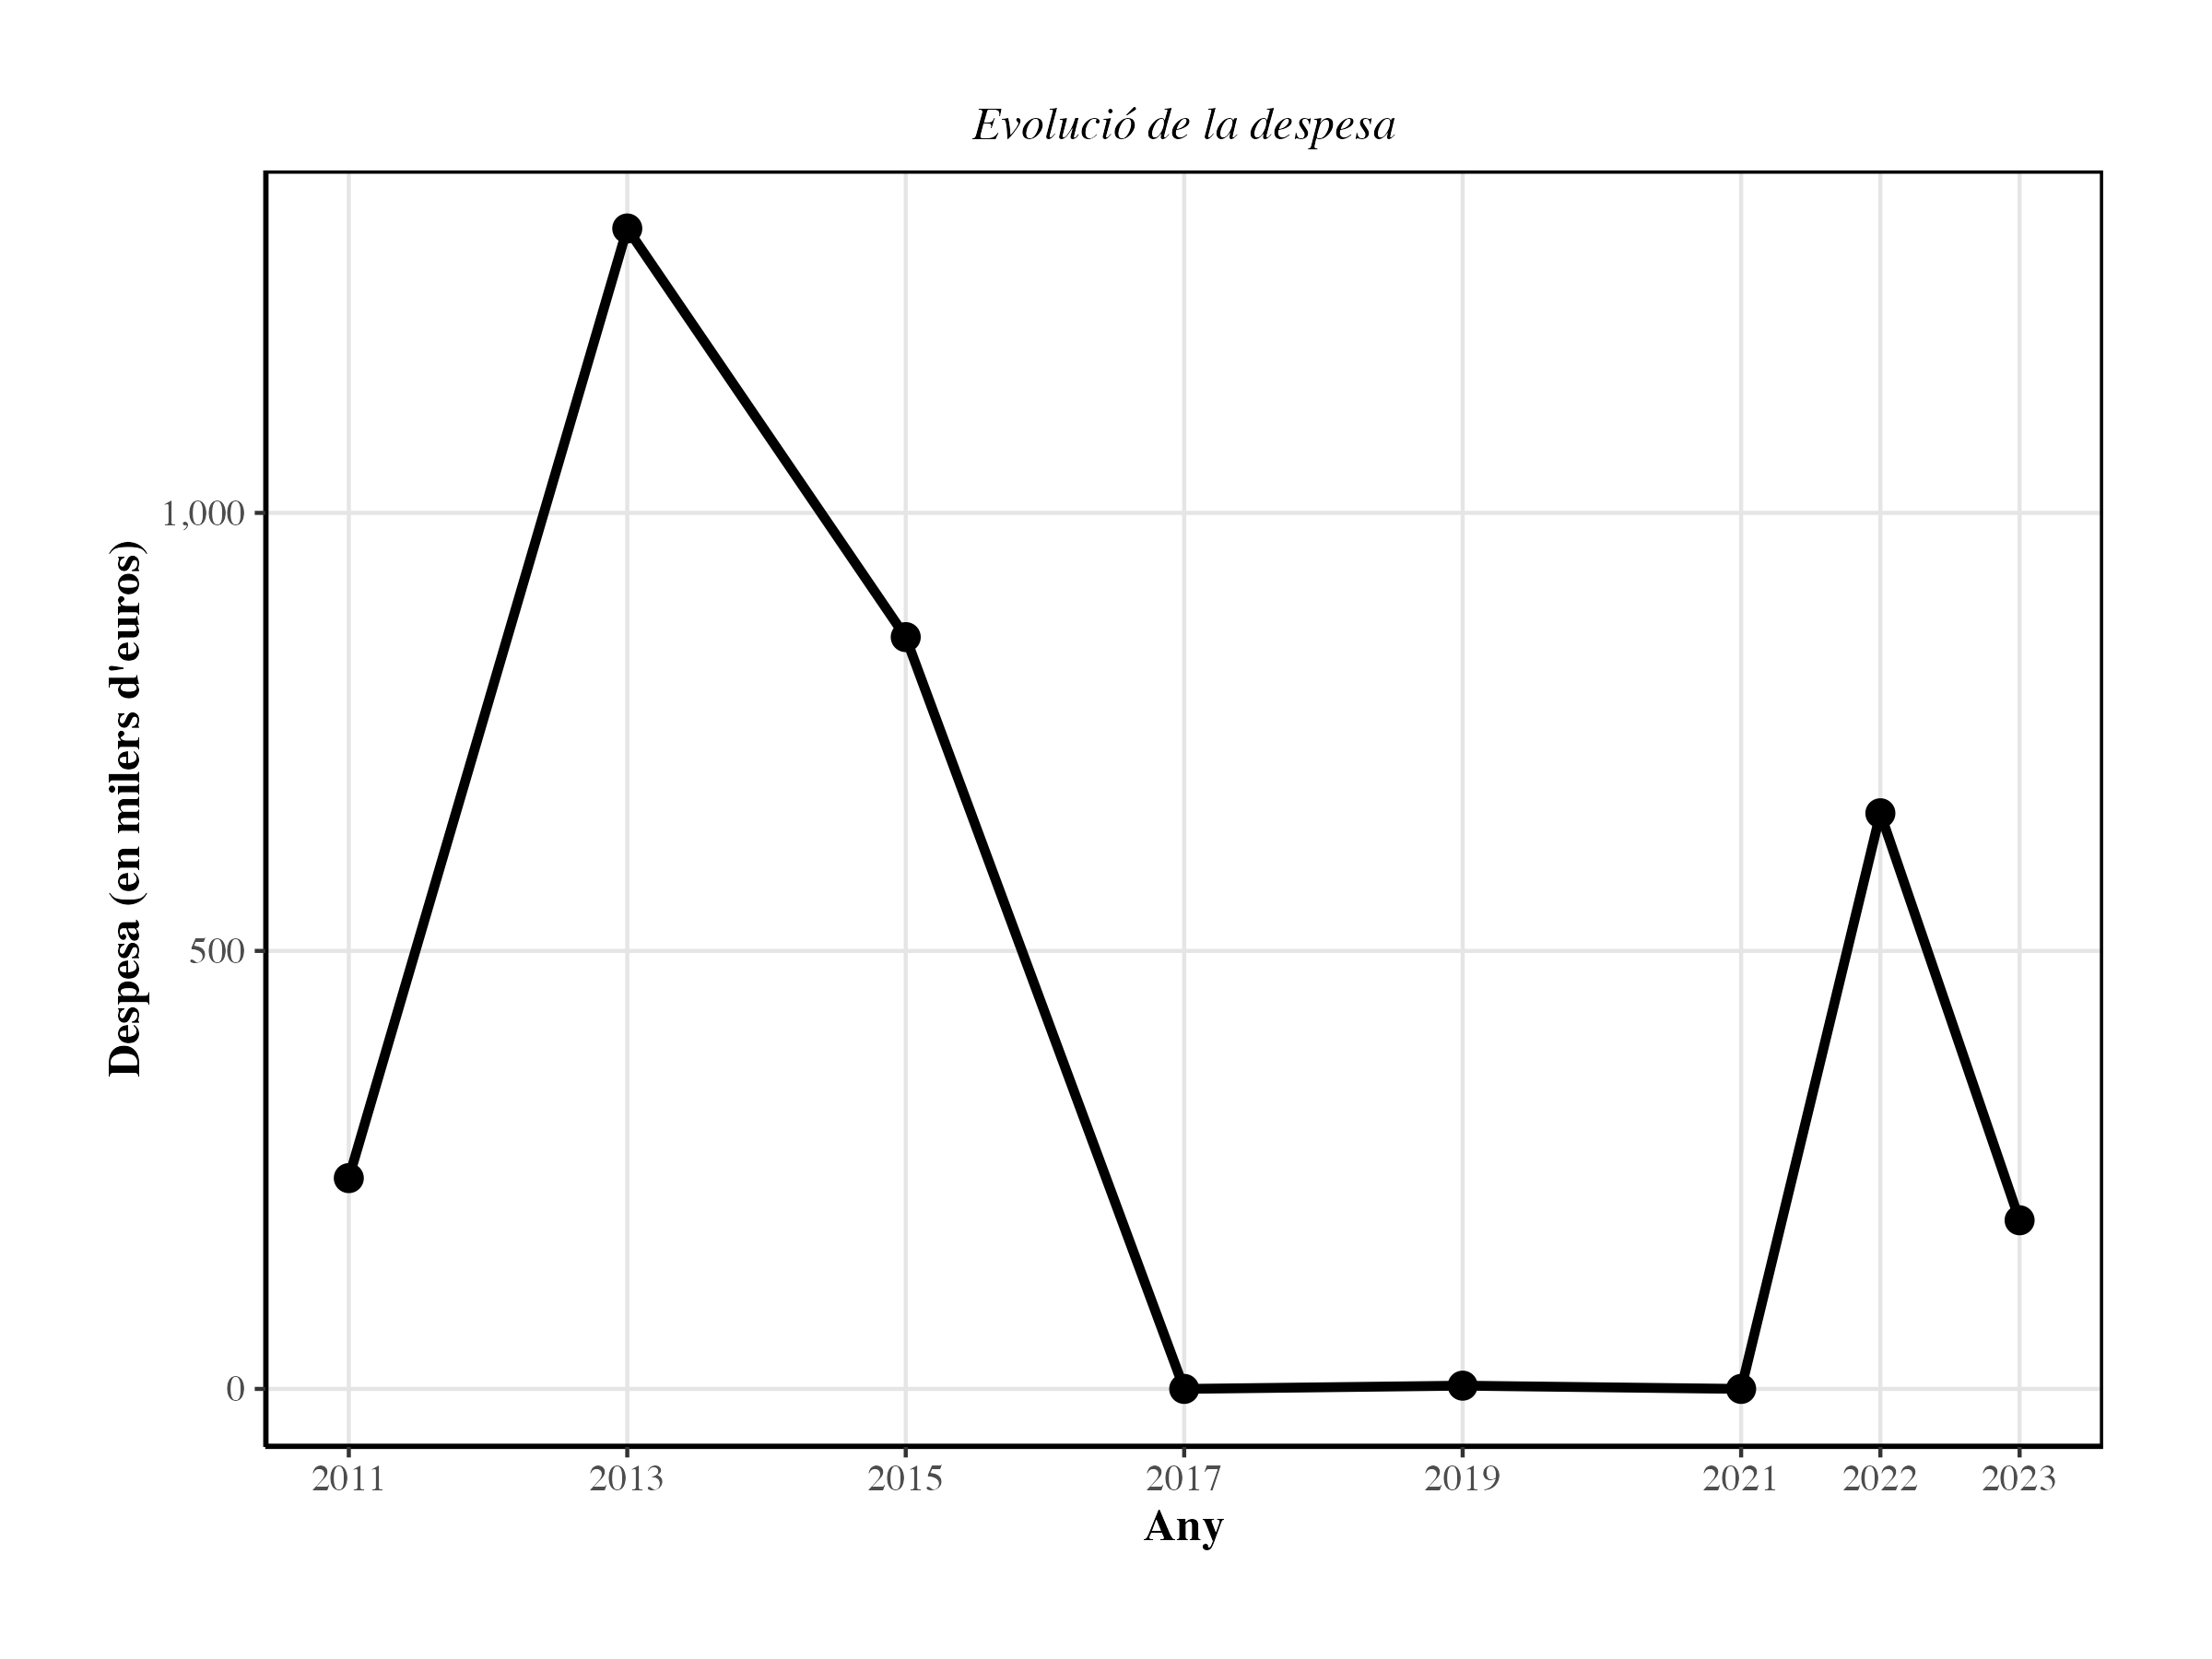 Evolució de la despesa
Despesa (en milers d'euros)
1,000
500
0
2011 2013 2015 2017 2019 2021 2022 2023
Any